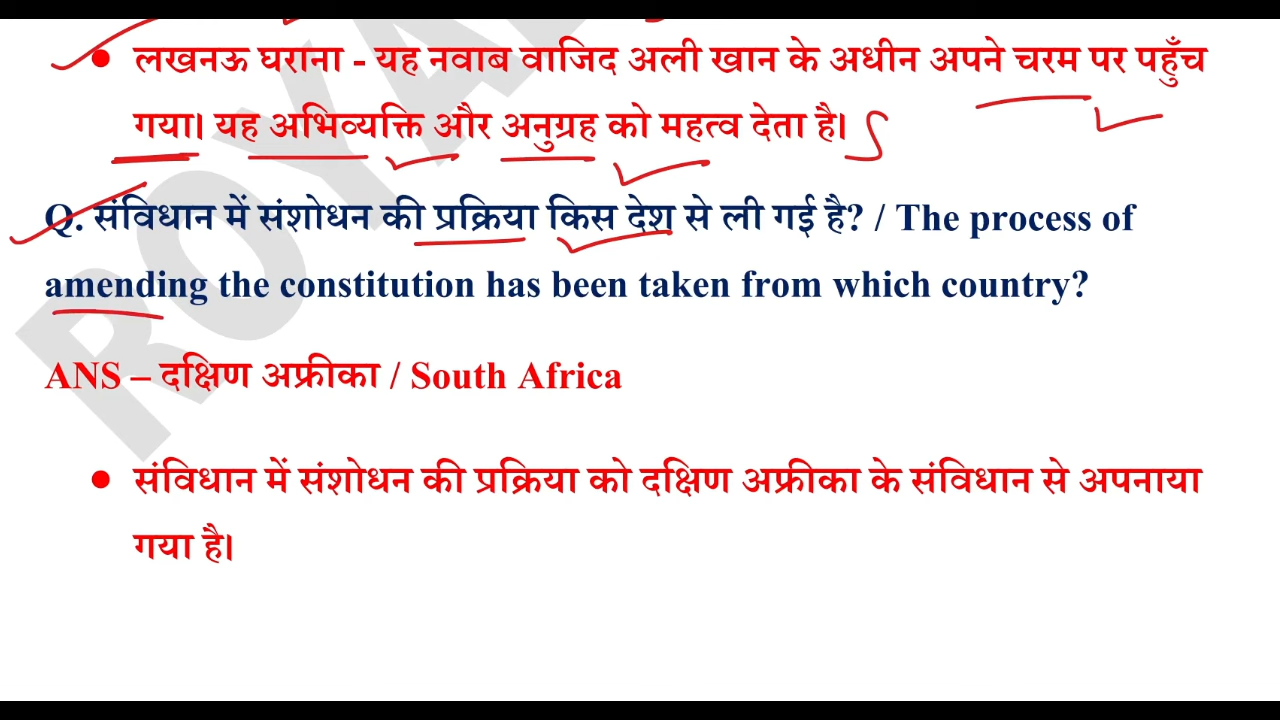 • लखनऊ घराना - यह नवाब वाजिद अली खान के अधीन अपने चरम पर पहुँच
गया। यह अभिव्यक्ति और अनुग्रह को महत्व देता है।
Q. संविधान में संशोधन की प्रक्रिया किस देश से ली गई है? / The process of
amending the constitution has been taken from which country?
ANS – दक्षिण अफ्रीका / South Africa
• संविधान में संशोधन की प्रक्रिया को दक्षिण अफ्रीका के संविधान से अपनाया
गया है।
ROYA